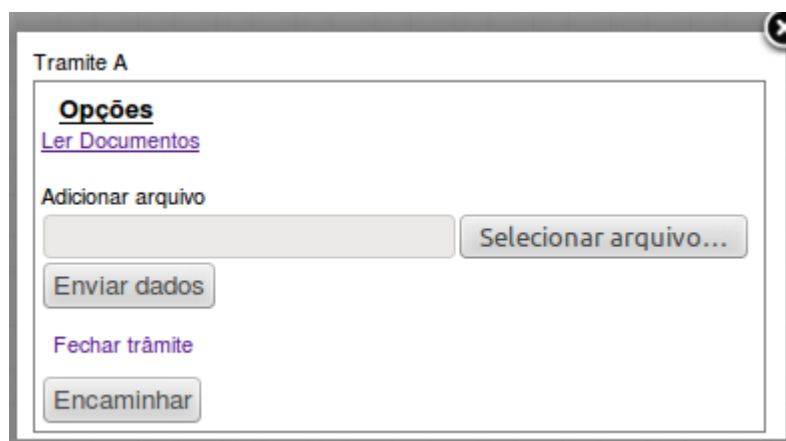 Tramite A
Opções
Ler Documentos
Adicionar arquivo
Selecionar arquivo...
Enviar dados
Fechar trâmite
Encaminhar